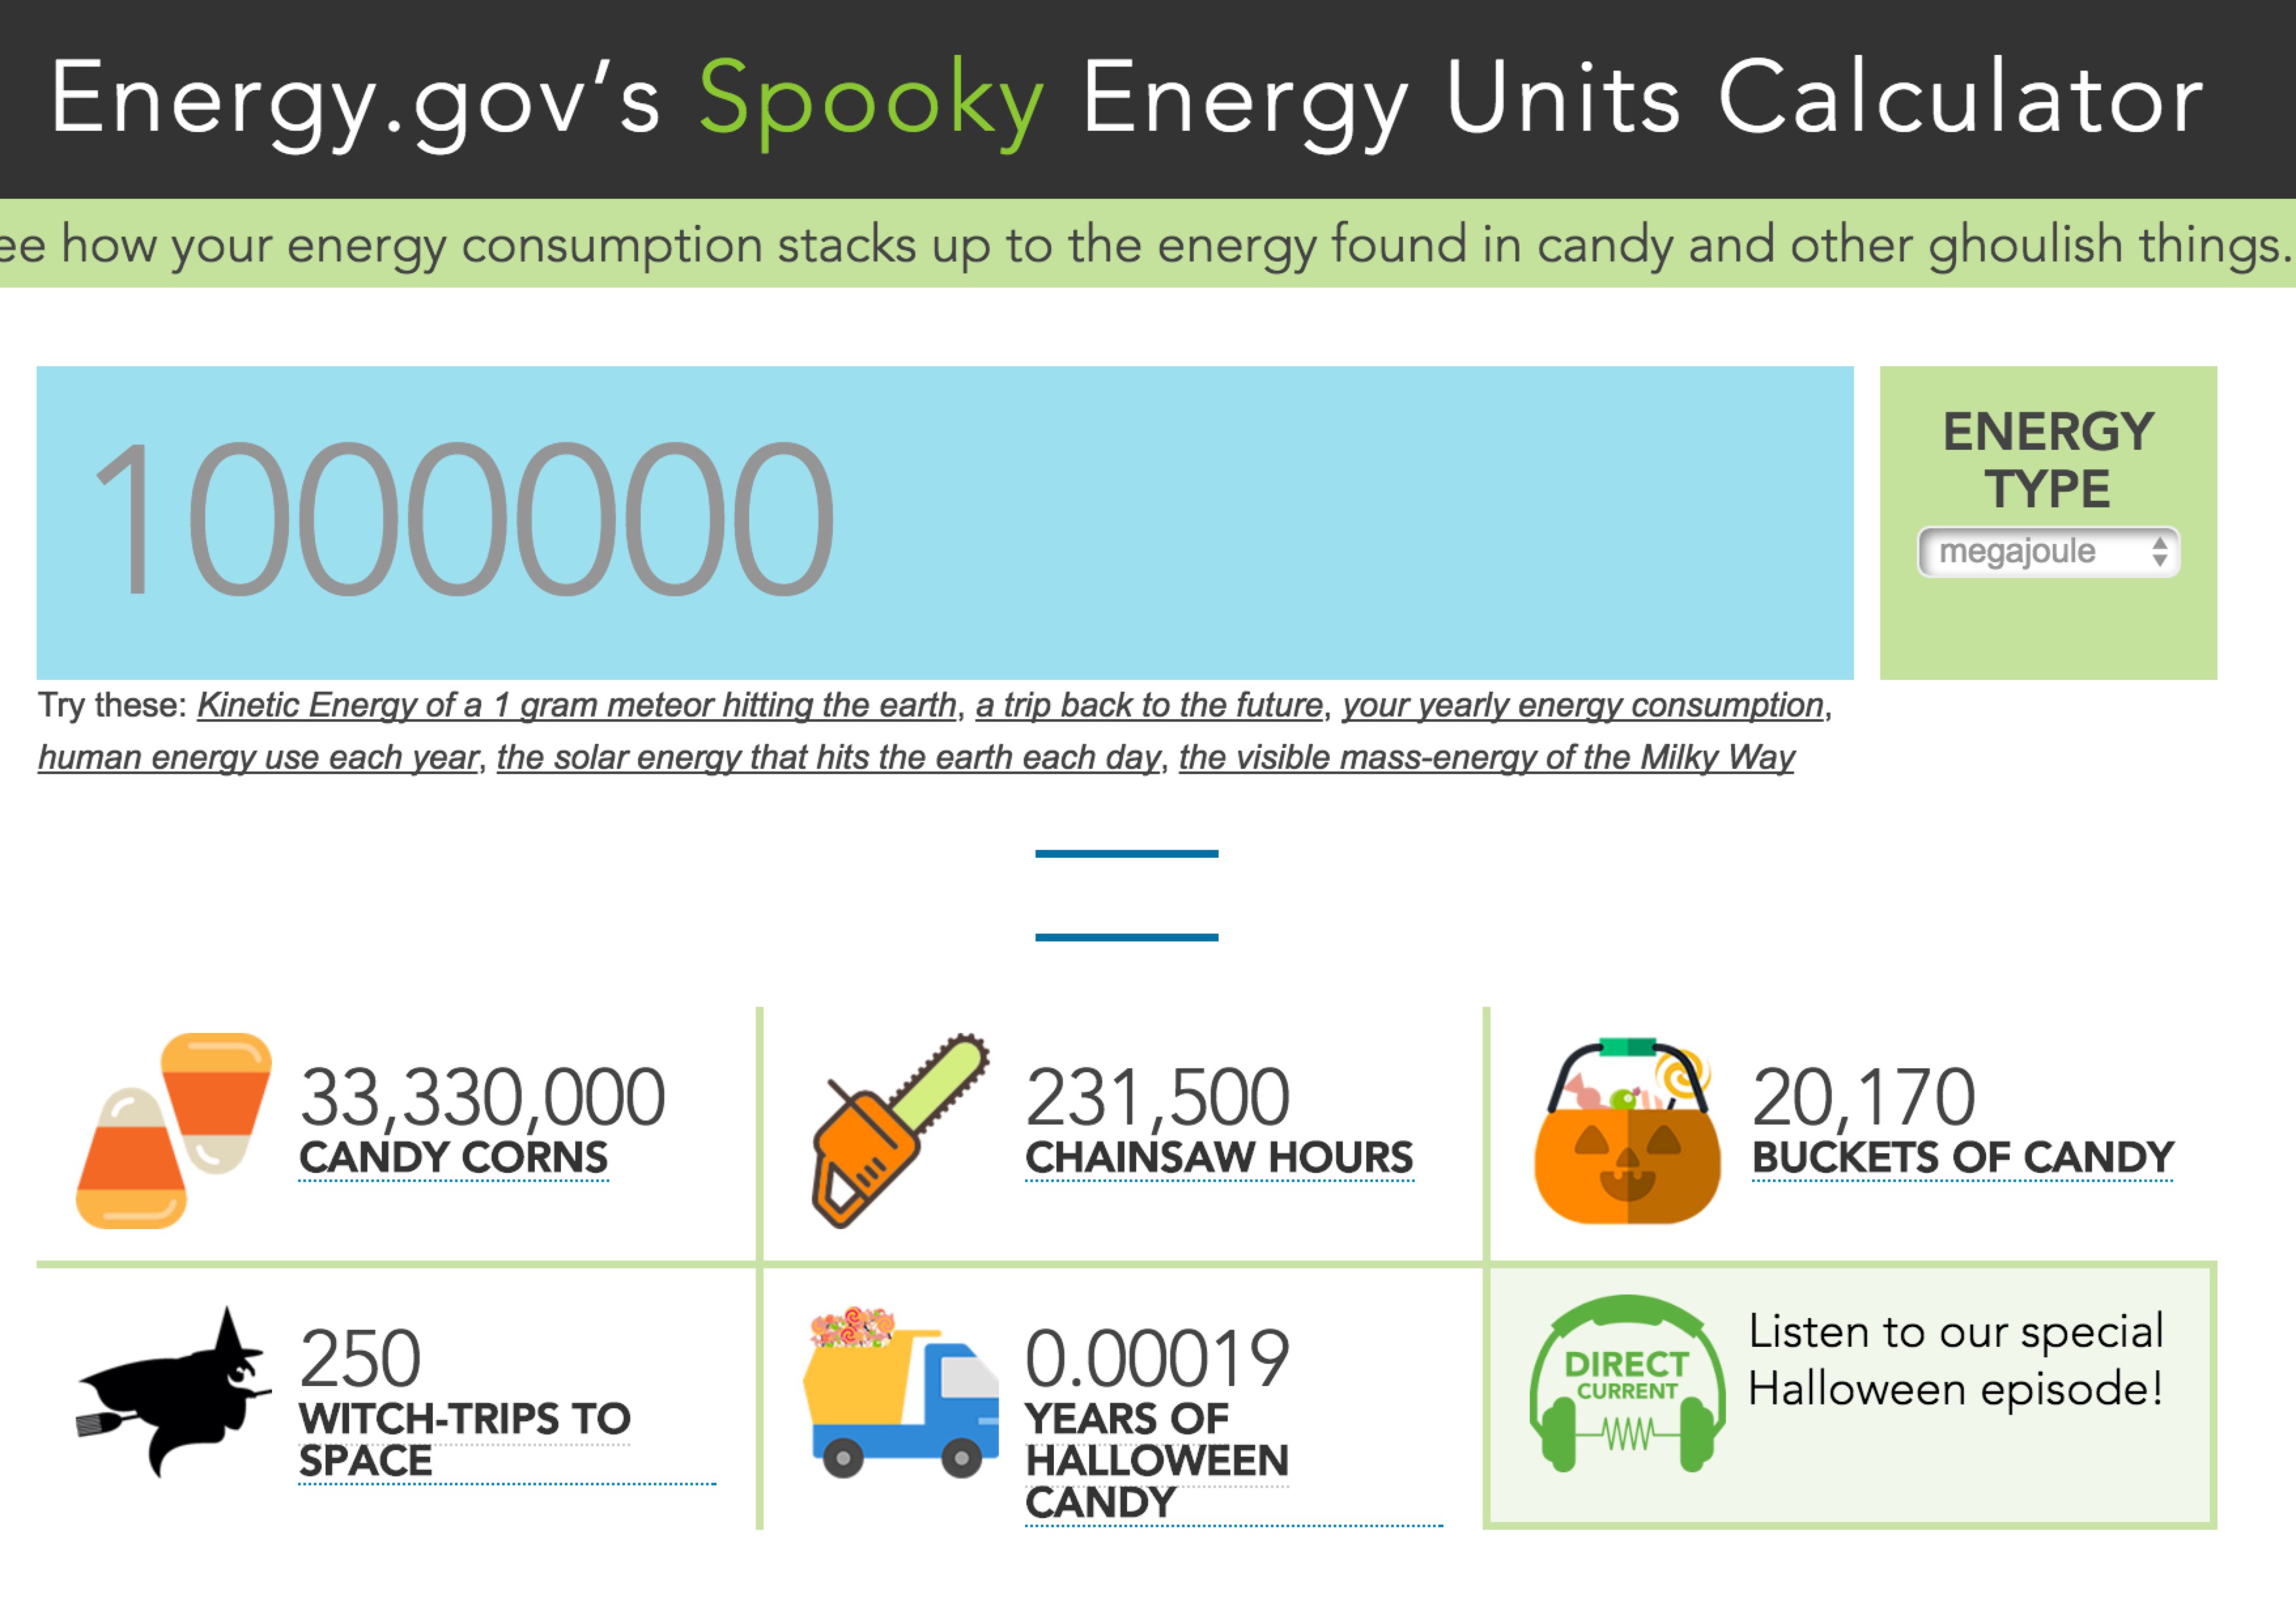 Energy.gov’s Spooky Energy Units Calculator
how your energy consumption stacks up to the energy found in candy and other ghoulish things.
1000000
ENERGY
TYPE
megajoule
Try these: Kinetic Energy of a 1 gram meteor hitting the earth, a trip back to the future, your yearly energy consumption,
human energy use each year, the solar energy that hits the earth each day, the visible mass-energy of the Milky Way
33,330,000
CANDY CORNS
231,500
CHAINSAW HOURS
20,170
BUCKETS OF CANDY
250
WITCH-TRIPS TO
SPACE
0.00019
YEARS OF
HALLOWEEN
CANDY
DIRECT
CURRENT
Listen to our special
Halloween episode!